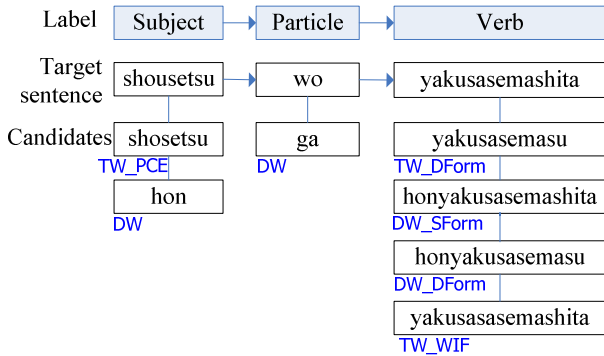 Label Subject Particle Verb
Target sentence shousetsu wo yakusasemashita
Candidates shosetsu ga yakusasemasu
TW_PCE DW TW_DForm
hon honyakusasemashita
DW DW_SForm
honyakusasemasu
DW_DForm
yakusasasemashita
TW_WIF